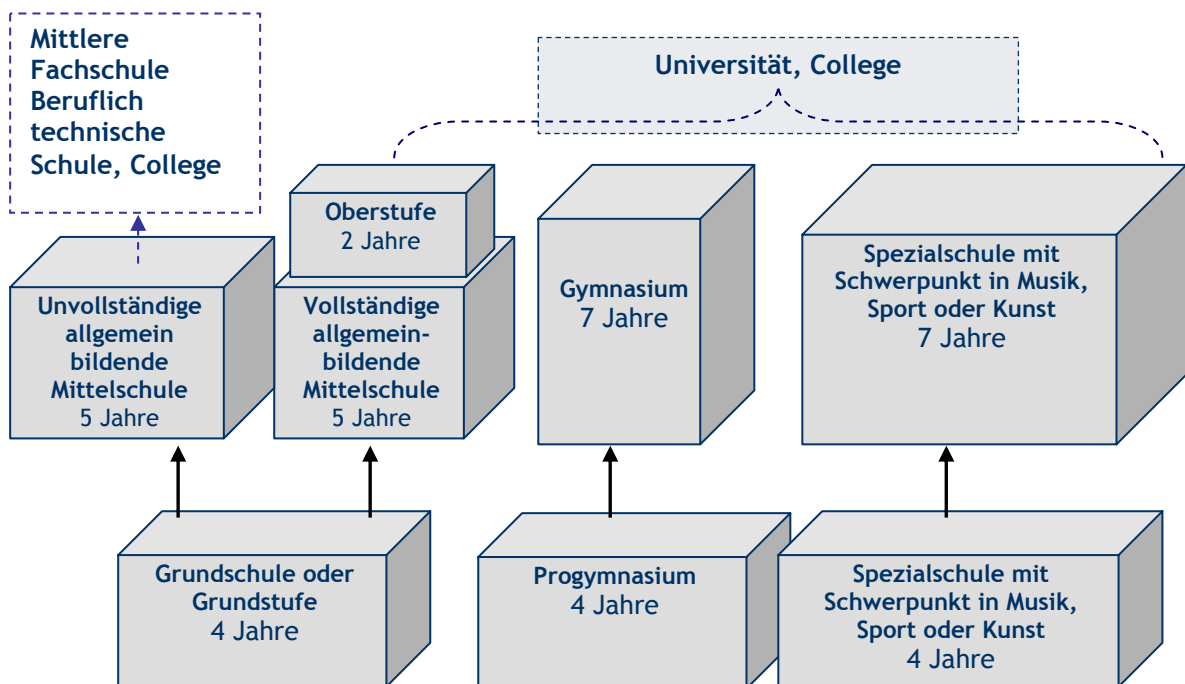 Mittlere
Fachschule
Beruflich
technische
Schule, College
Universität, College
Oberstufe
2 Jahre
Unvollständige
allgemein
bildende
Mittelschule
5 Jahre
Vollständige
allgemein-
bildende
Mittelschule
5 Jahre
Gymnasium
7 Jahre
Spezialschule mit
Schwerpunkt in Musik,
Sport oder Kunst
7 Jahre
Grundschule oder
Grundstufe
4 Jahre
Progymnasium
4 Jahre
Spezialschule mit
Schwerpunkt in Musik,
Sport oder Kunst
4 Jahre